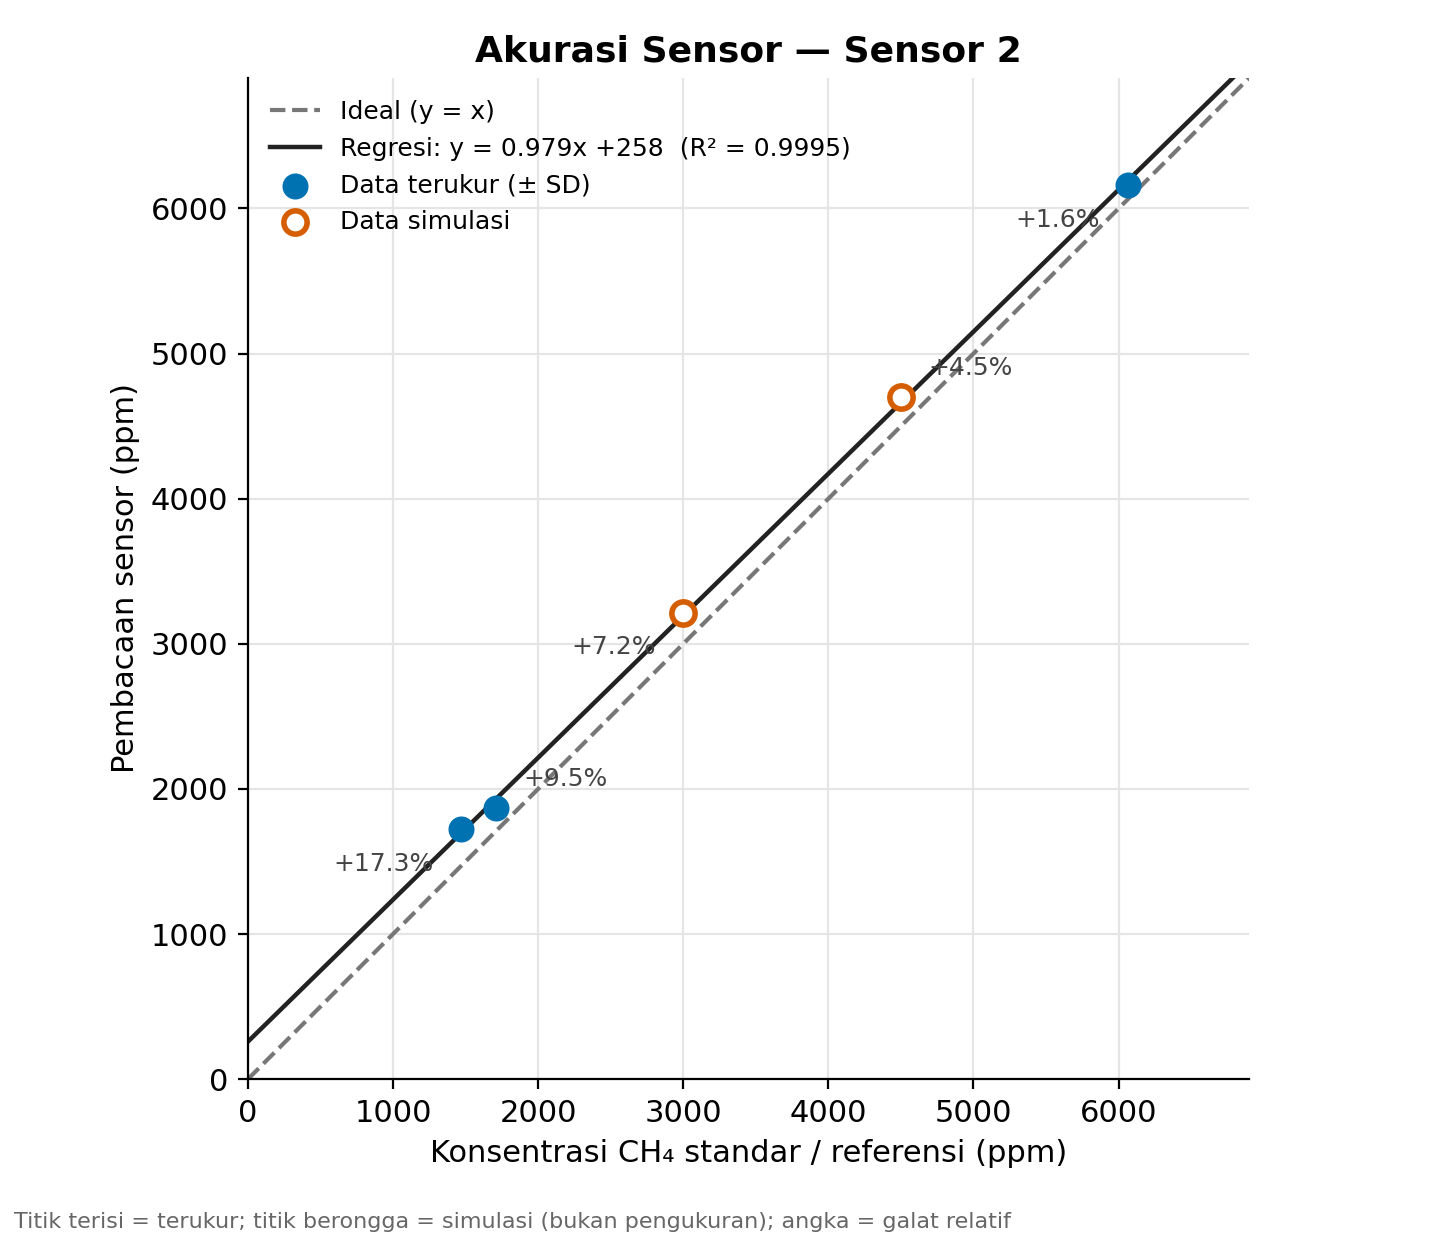 Akurasi Sensor — Sensor 2
Ideal (y = x)
Regresi: y = 0.979x +258  (R² = 0.9995)
Data terukur (± SD)
Data simulasi
6000
5000
4000
3000
2000
1000
0
Pembacaan sensor (ppm)
+1.6%
+4.5%
+7.2%
+9.5%
+17.3%
0 1000 2000 3000 4000 5000 6000
Konsentrasi CH₄ standar / referensi (ppm)
Titik terisi = terukur; titik berongga = simulasi (bukan pengukuran); angka = galat relatif